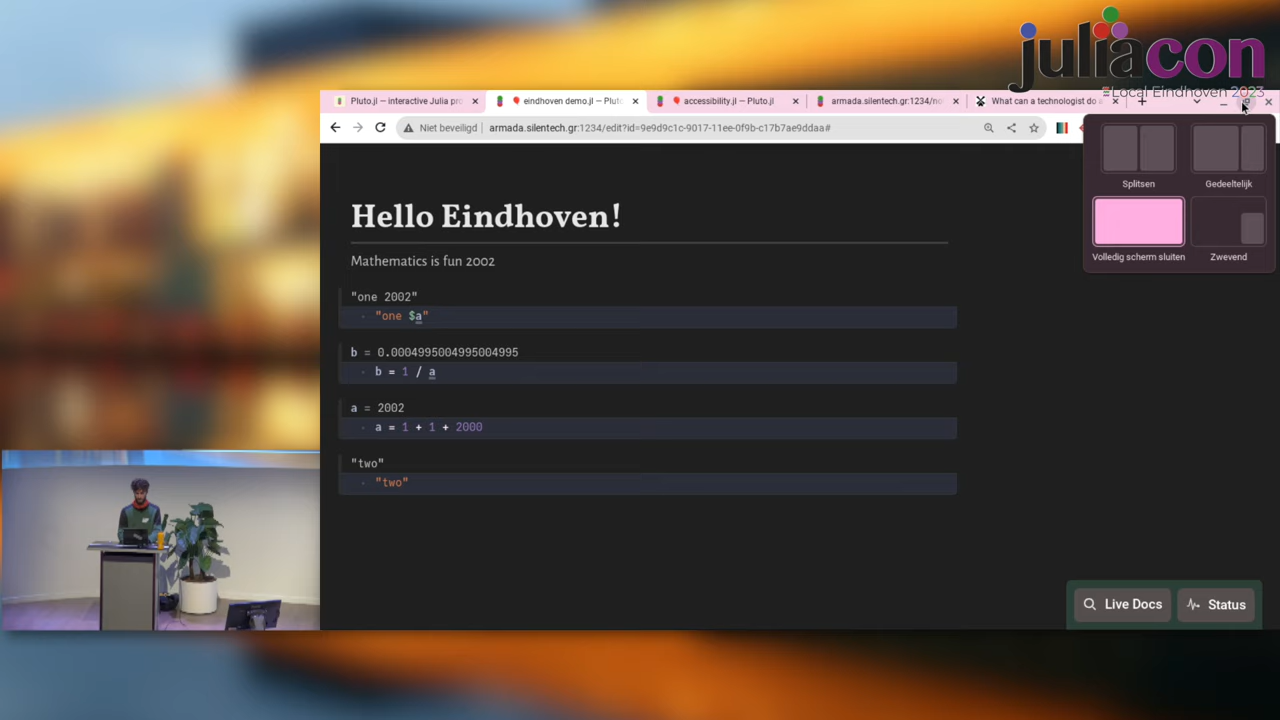 juliacon
Local Eindhoven 2023
Pluto.jl — interactive Julia pro
eindhoven demo.jl — Pluto.
accessibility.jl — Pluto.jl
armada.silentech.gr:1234/no
What can a technologist do a
Niet beveiligd
armada.silentech.gr:1234/edit?id=9e9d9c1c-9017-11ee-0f9b-c17b7ae9ddaa#
Splitsen
Gedeeltelijk
Volledig scherm sluiten
Zwevend
Hello Eindhoven!
Mathematics is fun 2002
"one 2002"
"one $a"
b = 0.0004995004995004995
b = 1 / a
a = 2002
a = 1 + 1 + 2000
"two"
"two"
Live Docs
Status